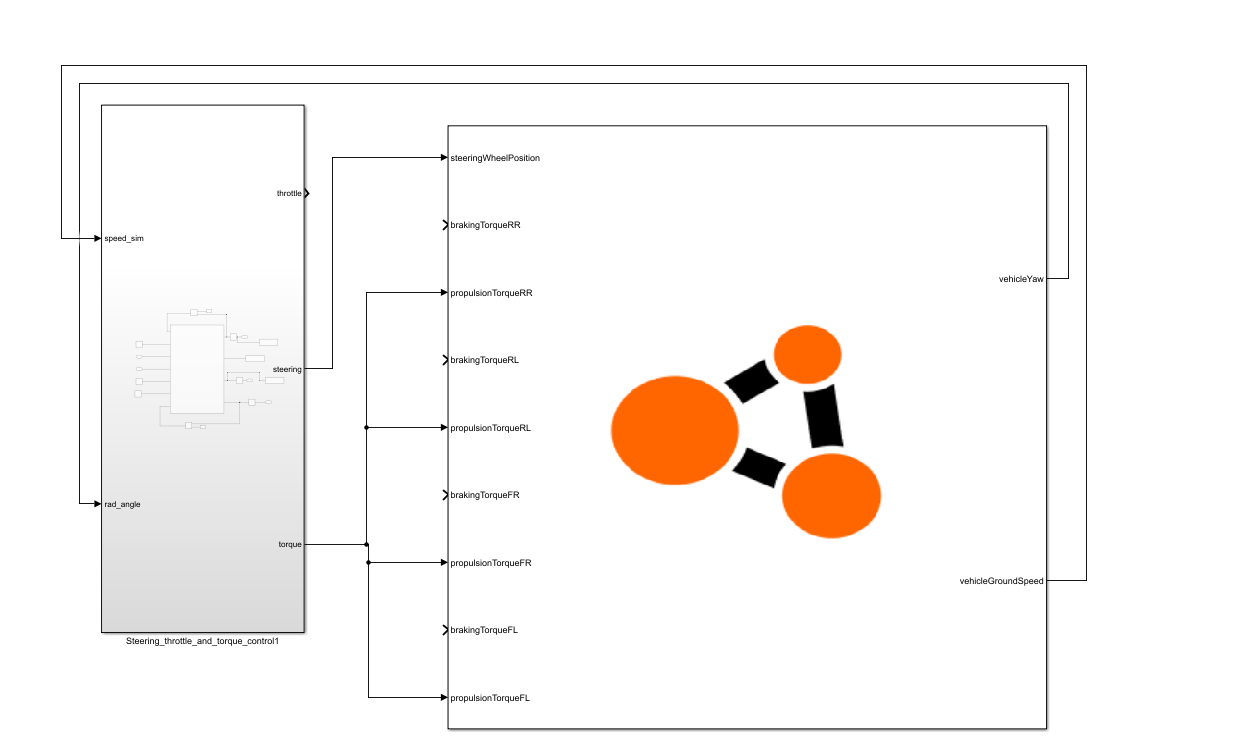 throttle
speed_sim
steering
rad_angle
torque
Steering_throttle_and_torque_control1
steeringWheelPosition
brakingTorqueRR
propulsionTorqueRR
brakingTorqueRL
propulsionTorqueRL
brakingTorqueFR
propulsionTorqueFR
brakingTorqueFL
propulsionTorqueFL
vehicleYaw
vehicleGroundSpeed